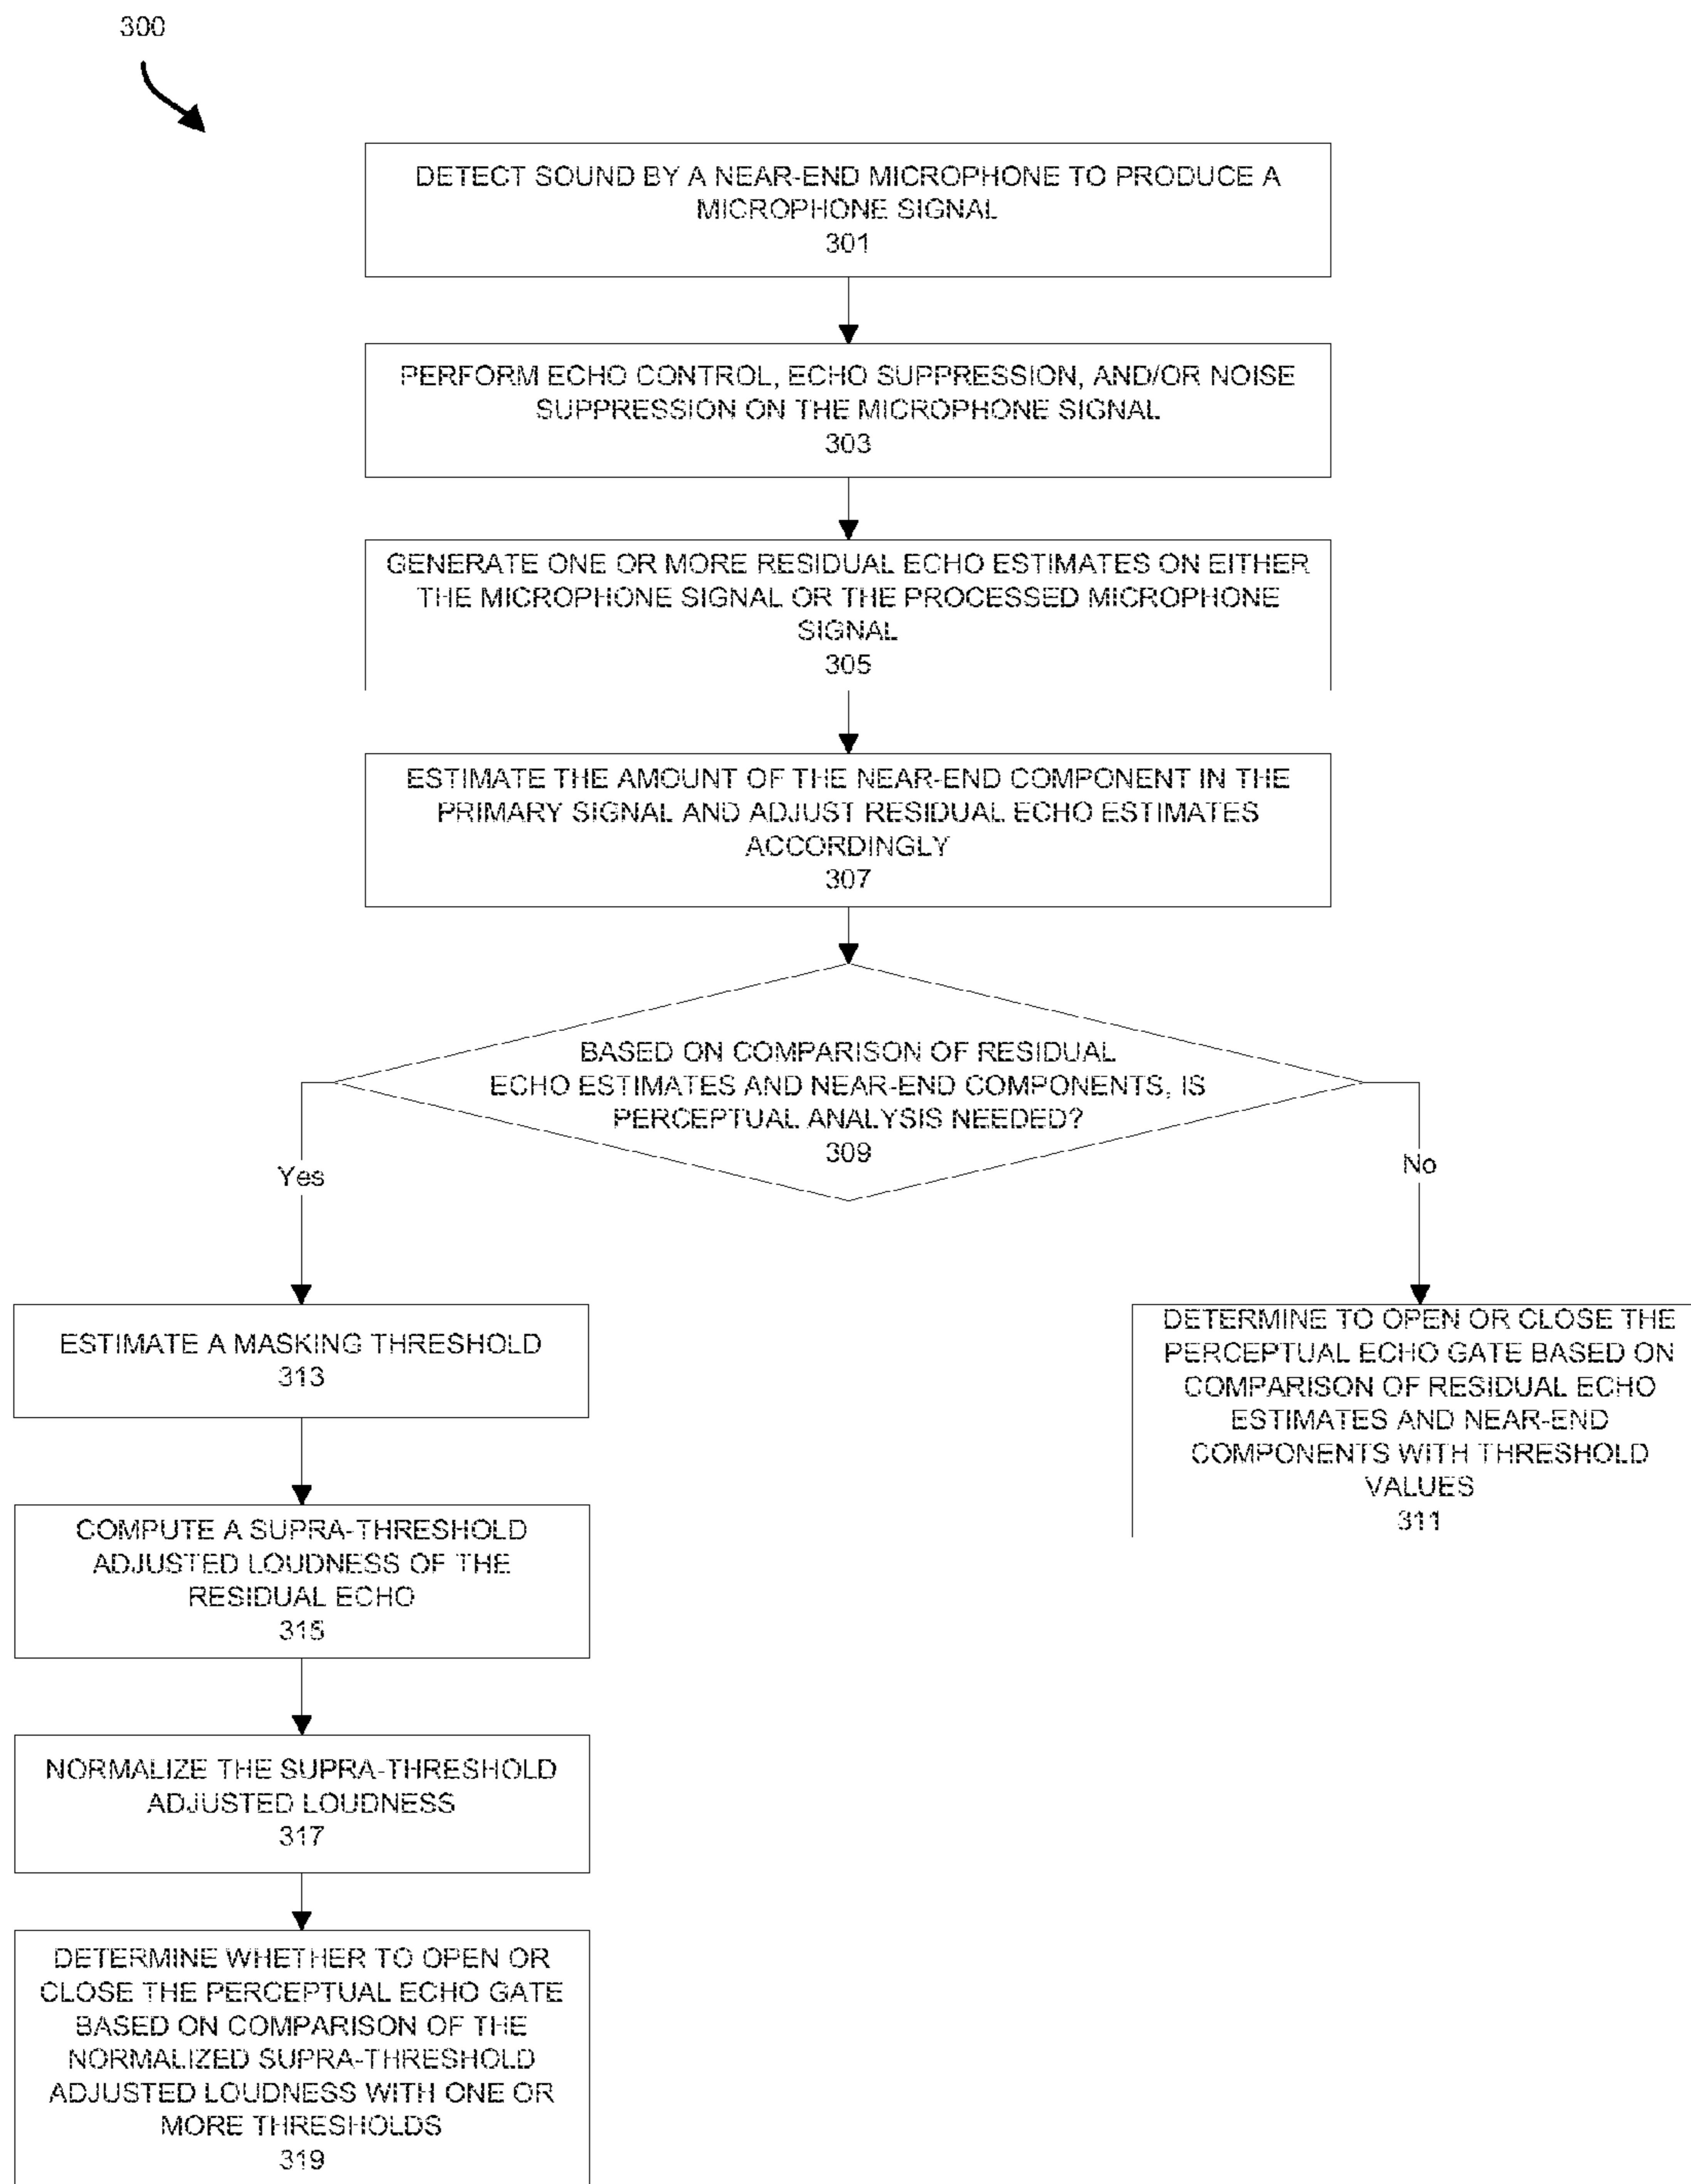 300
DETECT SOUND BY A NEAR-END MICROPHONE TO PRODUCE A
MICROPHONE SIGNAL
301
PERFORM ECHO CONTROL, ECHO SUPPRESSION, AND/OR NOISE
SUPPRESSION ON THE MICROPHONE SIGNAL
303
GENERATE ONE OR MORE RESIDUAL ECHO ESTIMATES ON EITHER
THE MICROPHONE SIGNAL OR THE PROCESSED MICROPHONE
SIGNAL
305
ESTIMATE THE AMOUNT OF THE NEAR-END COMPONENT IN THE
PRIMARY SIGNAL AND ADJUST RESIDUAL ECHO ESTIMATES
ACCORDINGLY
307
BASED ON COMPARISON OF RESIDUAL
ECHO ESTIMATES AND NEAR-END COMPONENTS, IS
PERCEPTUAL ANALYSIS NEEDED?
309
Yes
No
ESTIMATE A MASKING THRESHOLD
313
COMPUTE A SUPRA-THRESHOLD
ADJUSTED LOUDNESS OF THE
RESIDUAL ECHO
315
NORMALIZE THE SUPRA-THRESHOLD
ADJUSTED LOUDNESS
317
DETERMINE WHETHER TO OPEN OR
CLOSE THE PERCEPTUAL ECHO GATE
BASED ON COMPARISON OF THE
NORMALIZED SUPRA-THRESHOLD
ADJUSTED LOUDNESS WITH ONE OR
MORE THRESHOLDS
319
DETERMINE TO OPEN OR CLOSE THE
PERCEPTUAL ECHO GATE BASED ON
COMPARISON OF RESIDUAL ECHO
ESTIMATES AND NEAR-END
COMPONENTS WITH THRESHOLD
VALUES
311